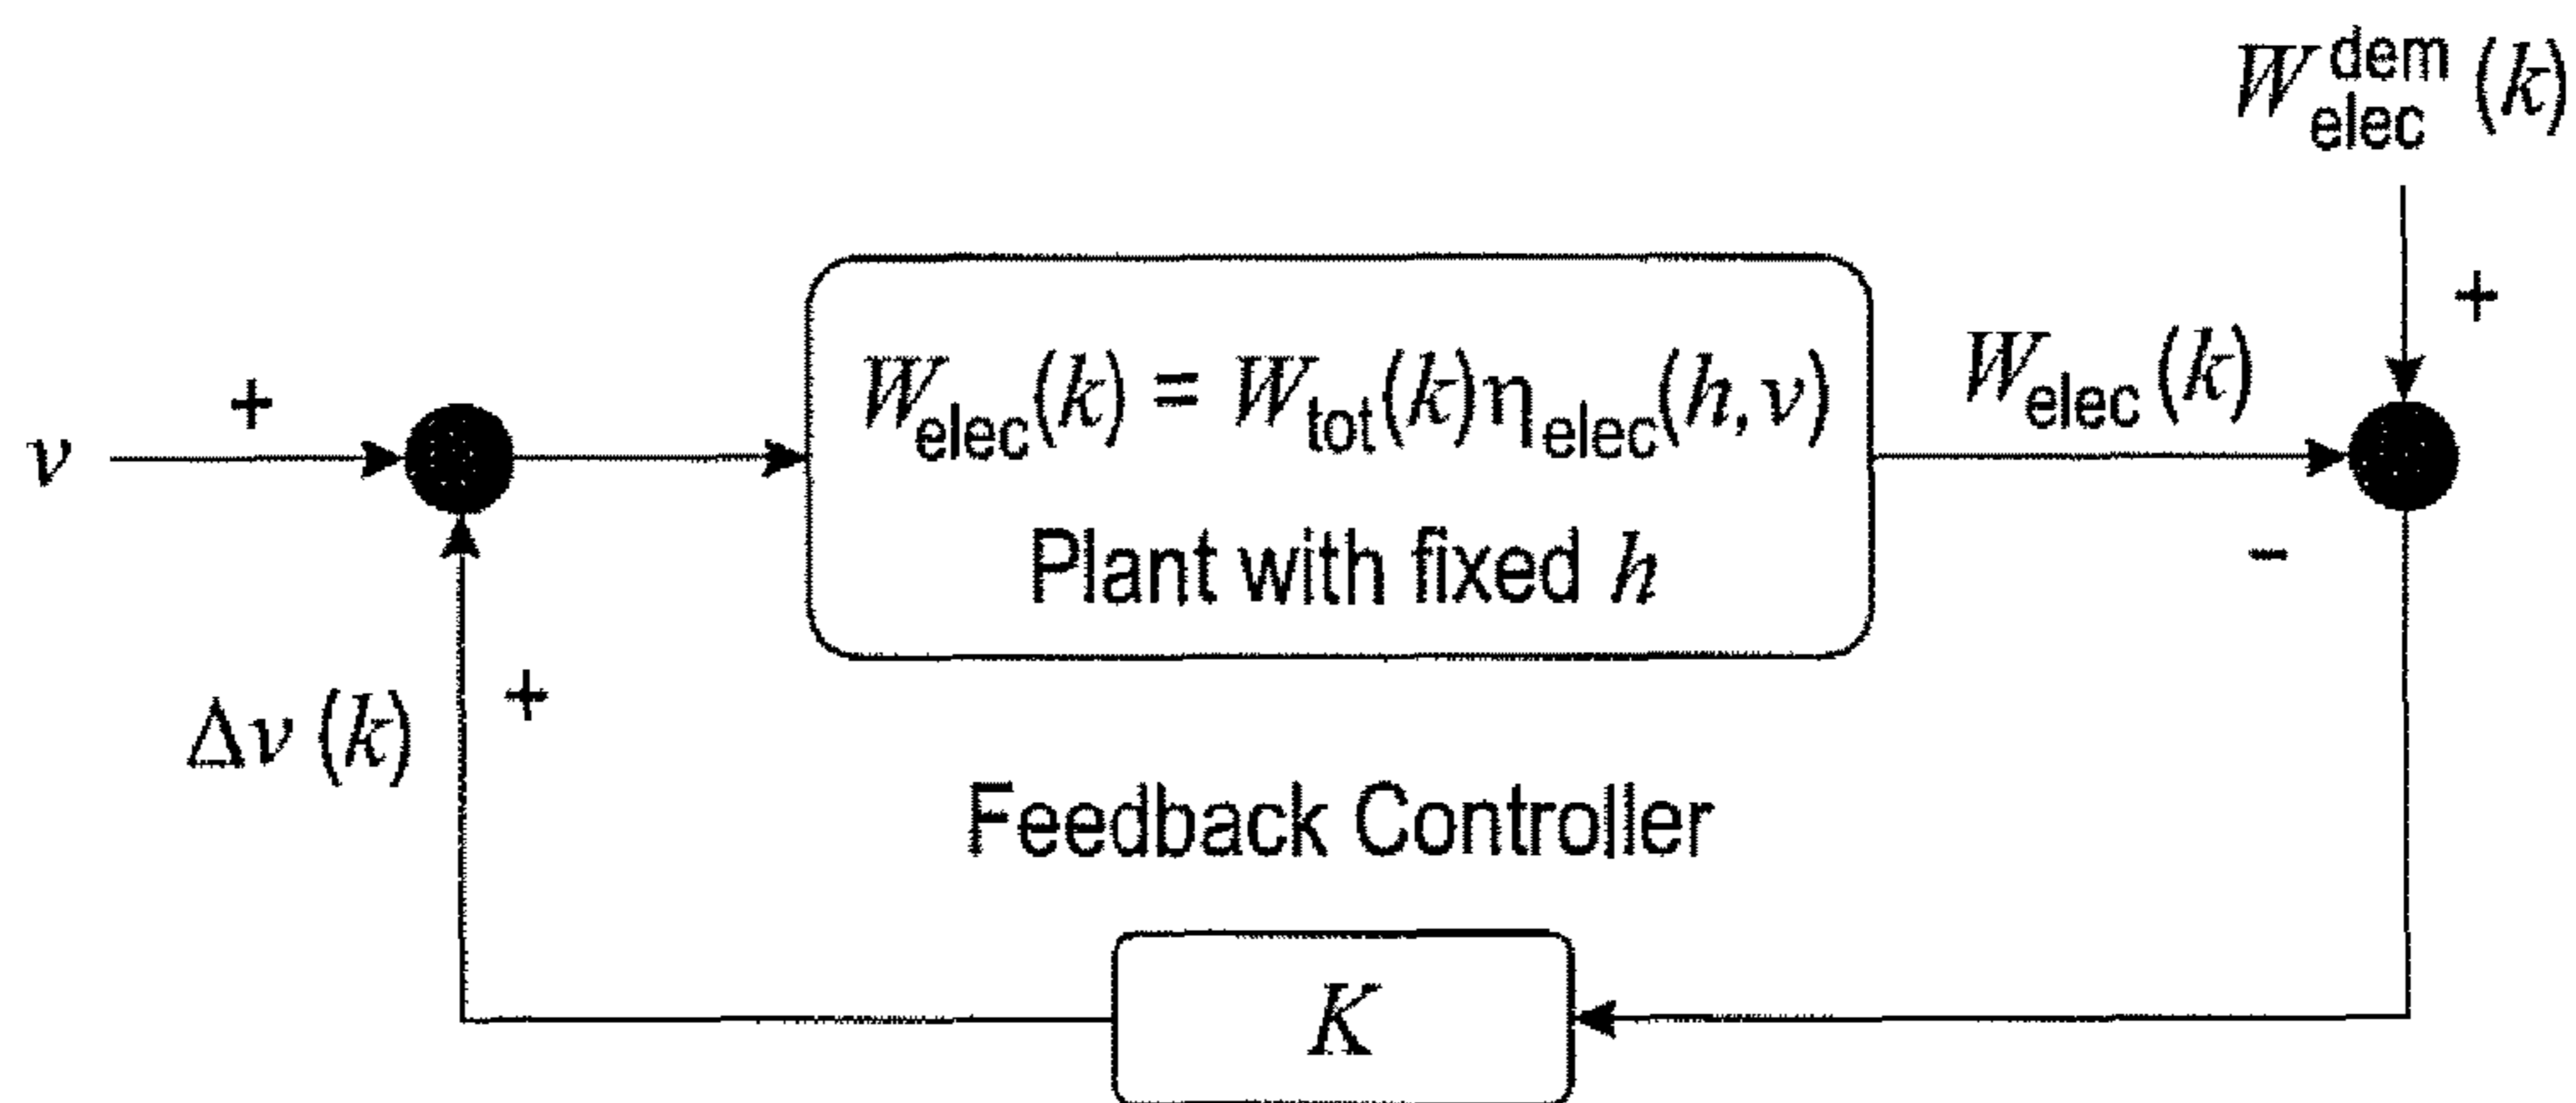 W_elec^dem (k)
+
+
v
W_elec(k) = W_tot(k)η_elec(h, v)
Plant with fixed h
W_elec (k)
-
Δv (k)
+
Feedback Controller
K